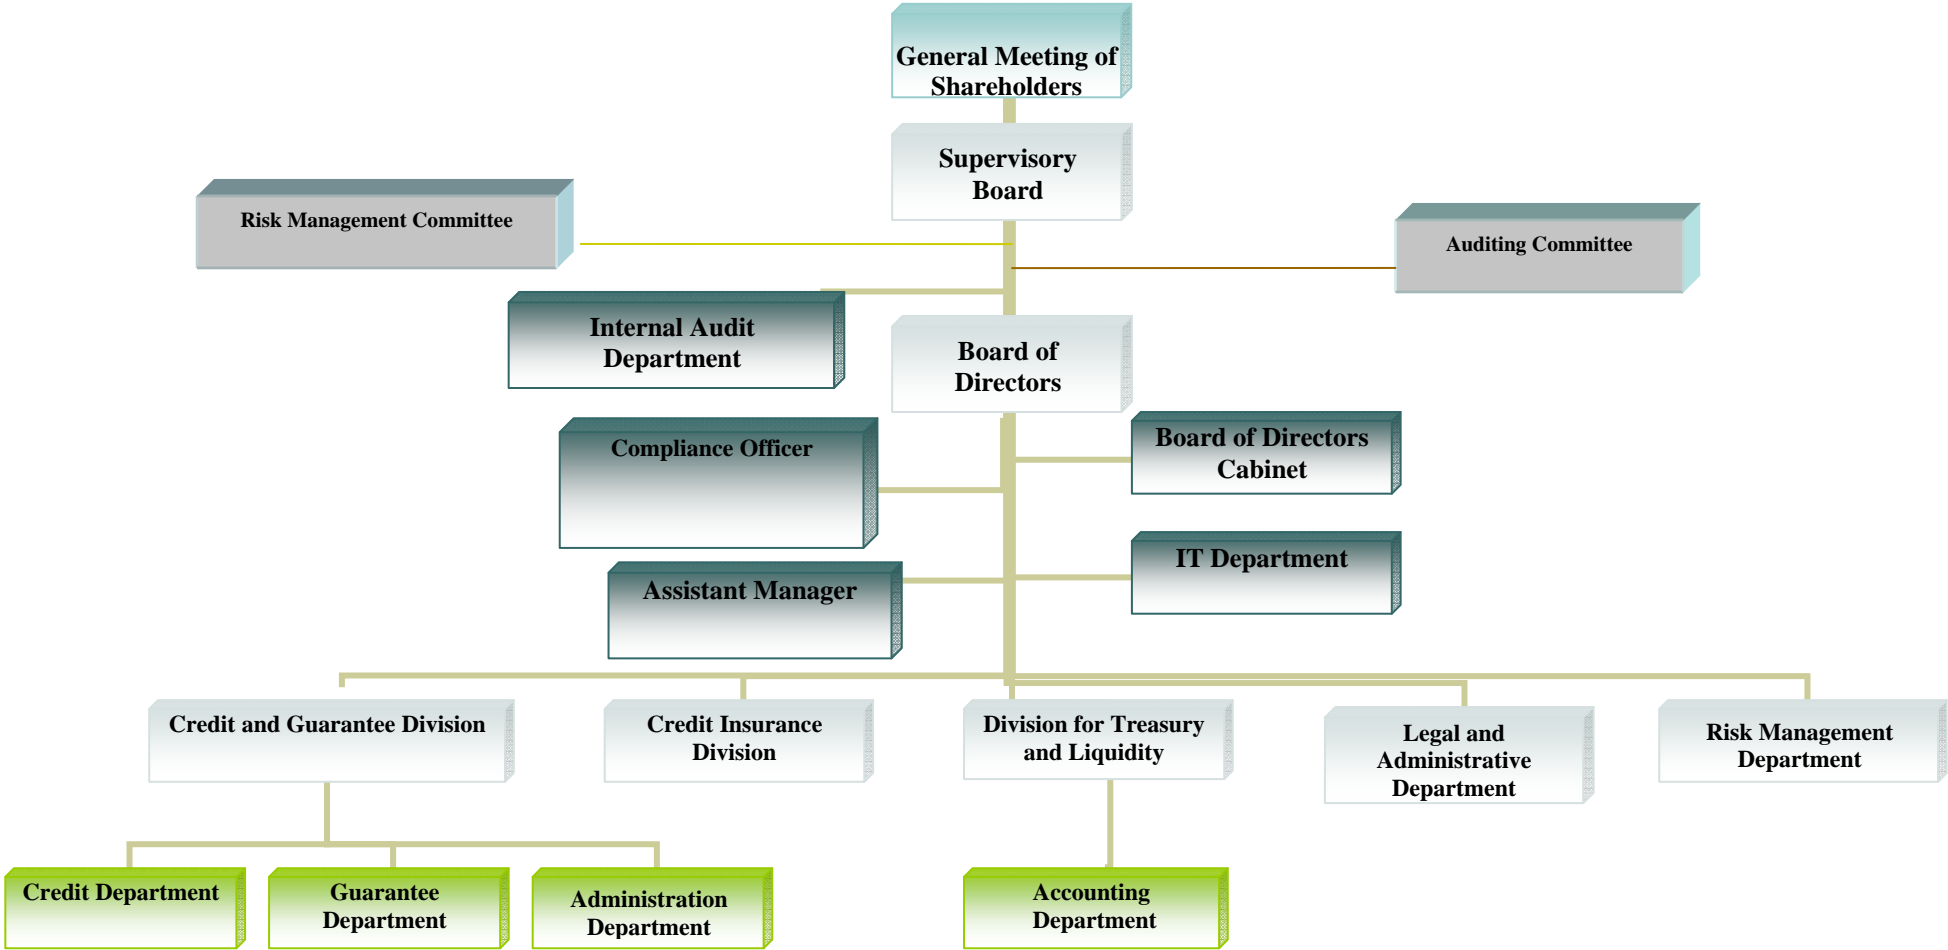 General Meeting of
Shareholders
Supervisory
Board
Risk Management Committee
Auditing Committee
Internal Audit
Department
Board of
Directors
Compliance Officer
Board of Directors
Cabinet
IT Department
Assistant Manager
Credit and Guarantee Division
Credit Insurance
Division
Division for Treasury
and Liquidity
Legal and
Administrative
Department
Risk Management
Department
Credit Department
Guarantee
Department
Administration
Department
Accounting
Department